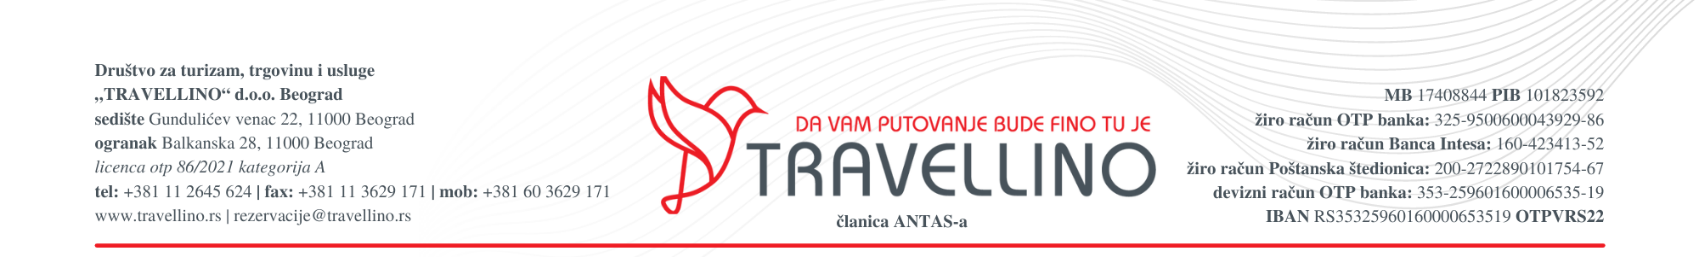 Društvo za turizam, trgovinu i usluge
„TRAVELLINO“ d.o.o. Beograd
sedište Gundulićev venac 22, 11000 Beograd
ogranak Balkanska 28, 11000 Beograd
licenca otp 86/2021 kategorija A
tel: +381 11 2645 624 | fax: +381 11 3629 171 | mob: +381 60 3629 171
www.travellino.rs | rezervacije@travellino.rs
DA VAM PUTOVANJE BUDE FINO TU JE
TRAVELLINO
članica ANTAS-a
MB 17408844 PIB 101823592
žiro račun OTP banka: 325-9500600043929-86
žiro račun Banca Intesa: 160-423413-52
žiro račun Poštanska štedionica: 200-2722890101754-67
devizni račun OTP banka: 353-259601600006535-19
IBAN RS35325960160000653519 OTPVRS22